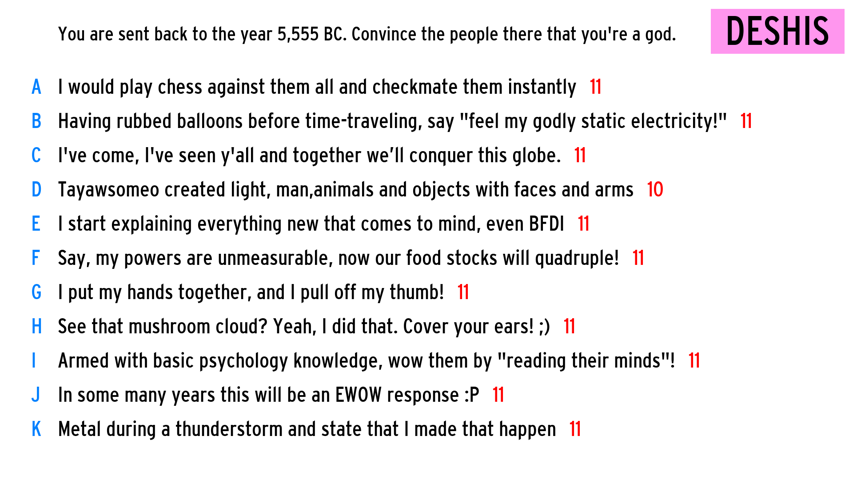 You are sent back to the year 5,555 BC. Convince the people there that you're a god.
DESHIS
A I would play chess against them all and checkmate them instantly 11
B Having rubbed balloons before time-traveling, say "feel my godly static electricity!" 11
C I've come, I've seen y'all and together we’ll conquer this globe. 11
D Tayawsomeo created light, man,animals and objects with faces and arms 10
E I start explaining everything new that comes to mind, even BFDI 11
F Say, my powers are unmeasurable, now our food stocks will quadruple! 11
G I put my hands together, and I pull off my thumb! 11
H See that mushroom cloud? Yeah, I did that. Cover your ears! ;) 11
I Armed with basic psychology knowledge, wow them by "reading their minds"! 11
J In some many years this will be an EWOW response :P 11
K Metal during a thunderstorm and state that I made that happen 11